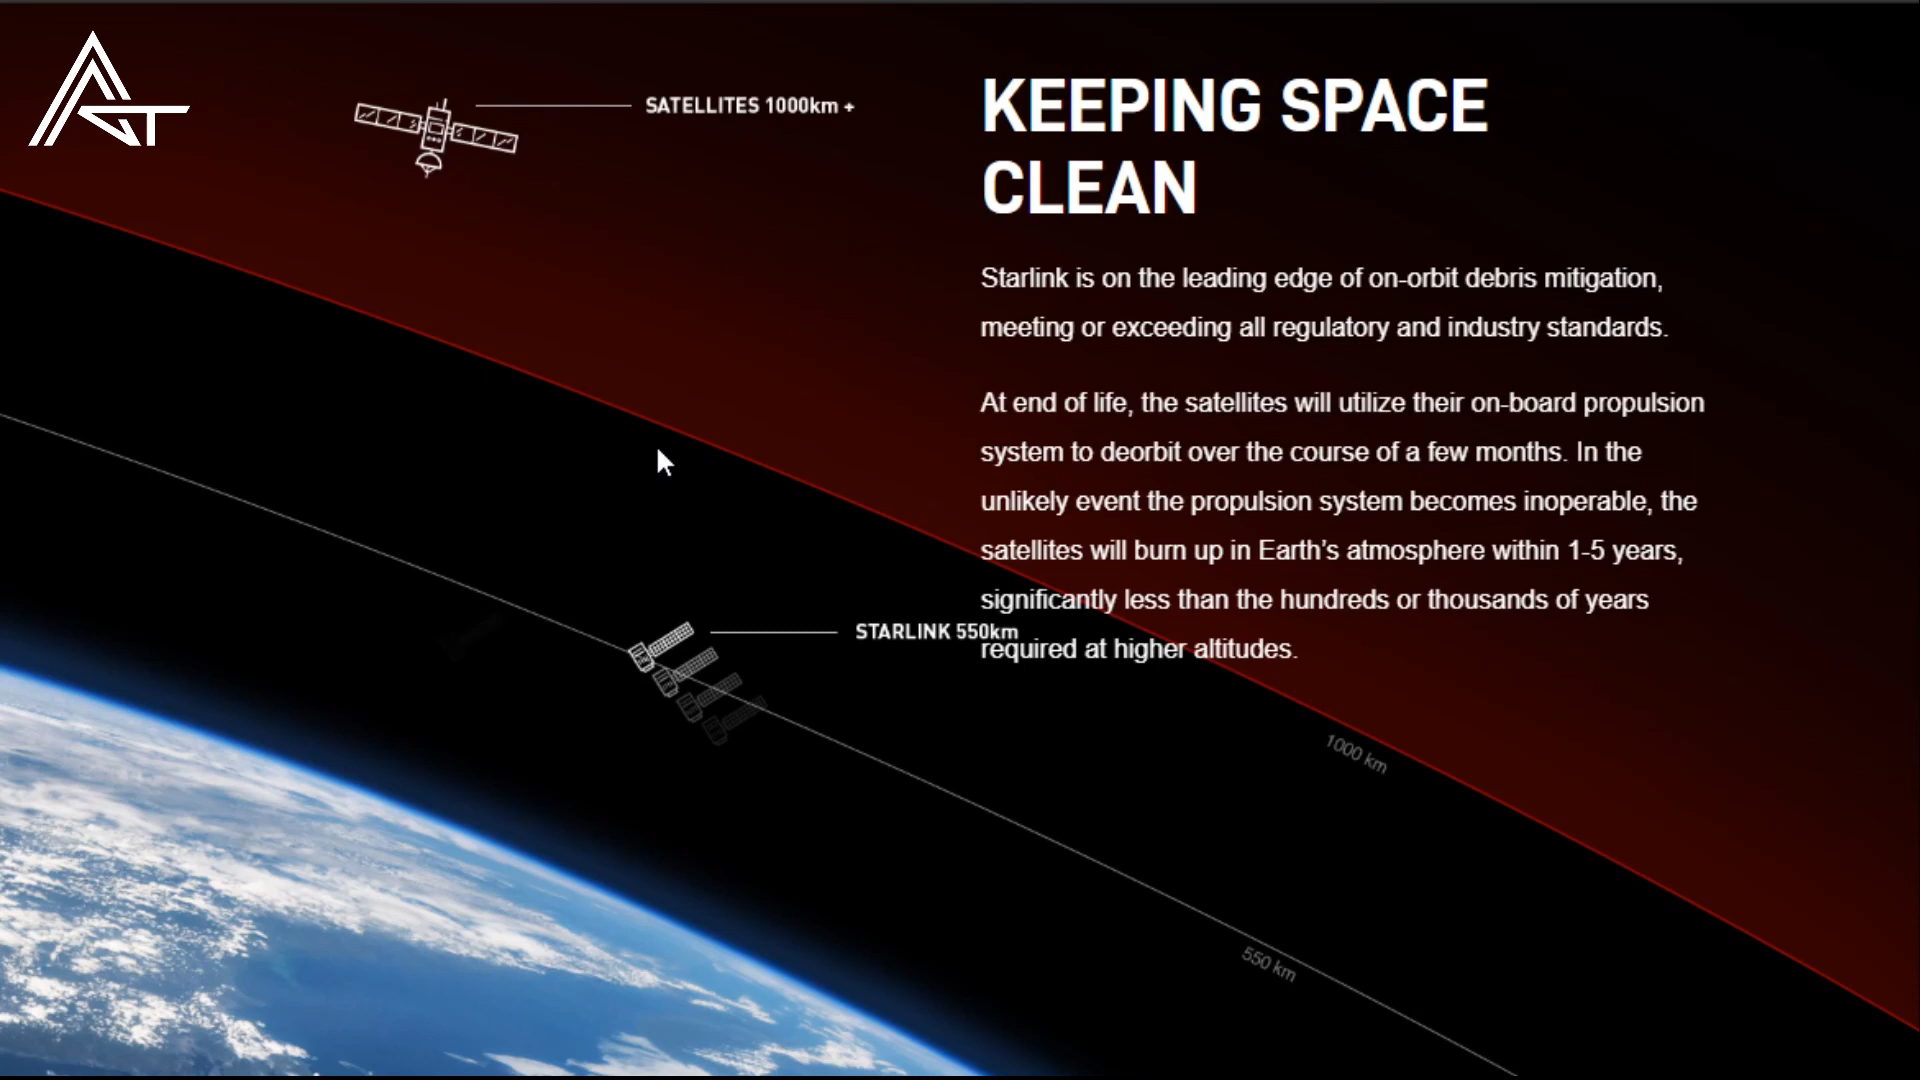 SATELLITES 1000km +
KEEPING SPACE
CLEAN
Starlink is on the leading edge of on-orbit debris mitigation,
meeting or exceeding all regulatory and industry standards.
At end of life, the satellites will utilize their on-board propulsion
system to deorbit over the course of a few months. In the
unlikely event the propulsion system becomes inoperable, the
satellites will burn up in Earth’s atmosphere within 1-5 years,
significantly less than the hundreds or thousands of years
required at higher altitudes.
STARLINK 550km
1000 km
550 km